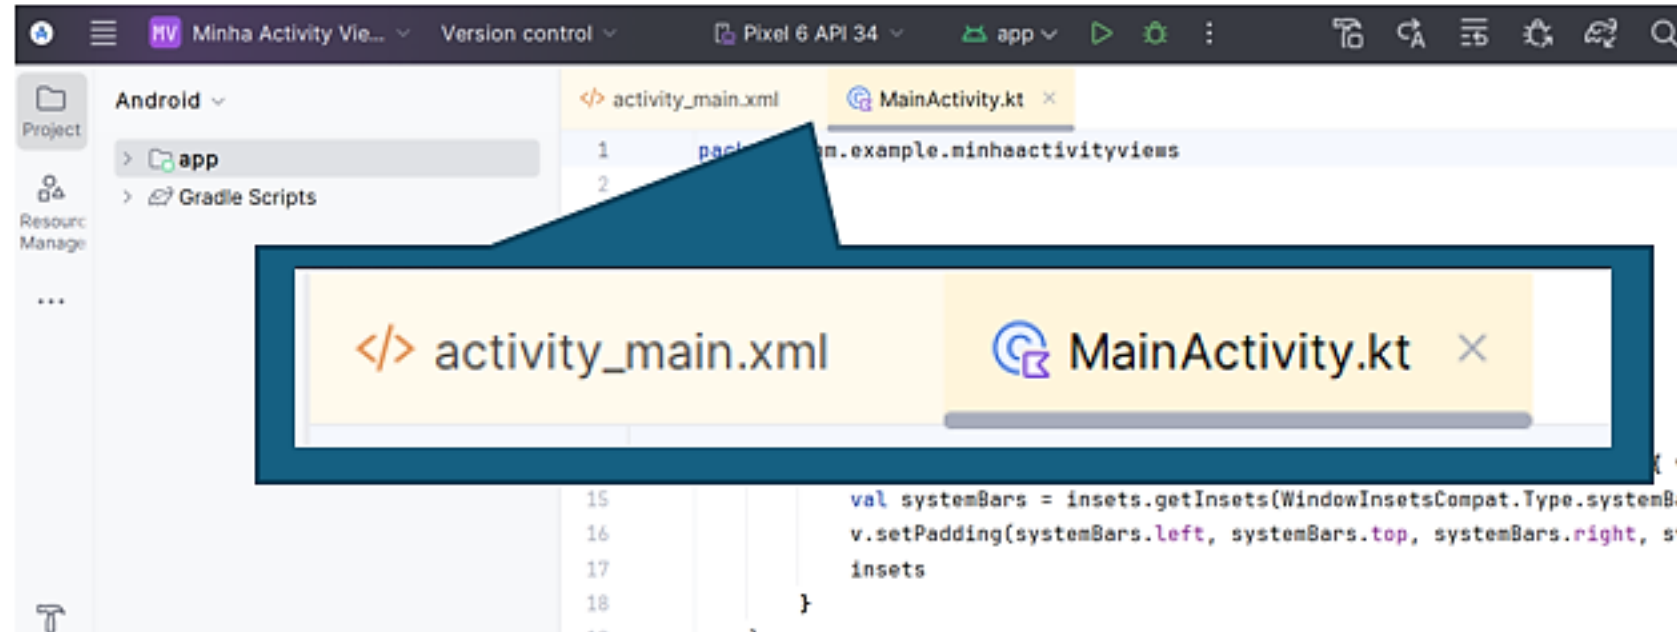 MV Minha Activity Vie... Version control Pixel 6 API 34 app
Project
Android
activity_main.xml MainActivity.kt
app
Gradle Scripts
Resourc
Manage
1 .example.minhaactivityviews
2
</> activity_main.xml MainActivity.kt
{
15 val systemBars = insets.getInsets(WindowInsetsCompat.Type.systemB
16 v.setPadding(systemBars.left, systemBars.top, systemBars.right, s
17 insets
18 }